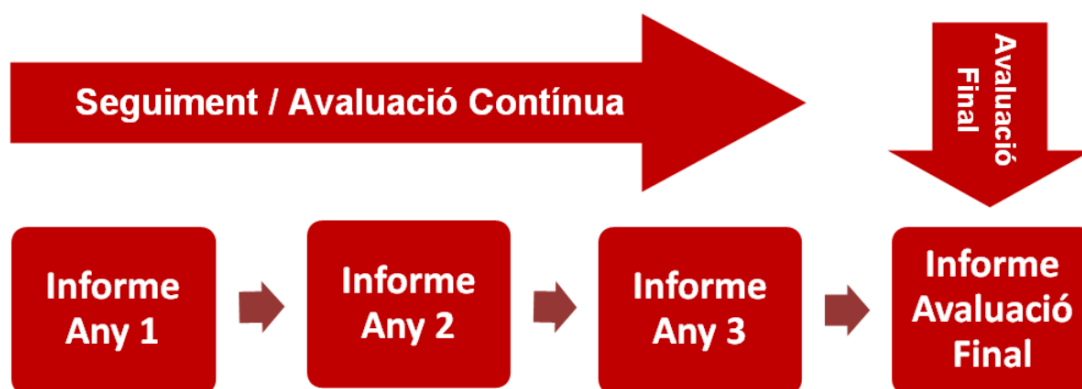 Seguiment / Avaluació Contínua
Avaluació
Final
Informe
Any 1
Informe
Any 2
Informe
Any 3
Informe
Avaluació
Final